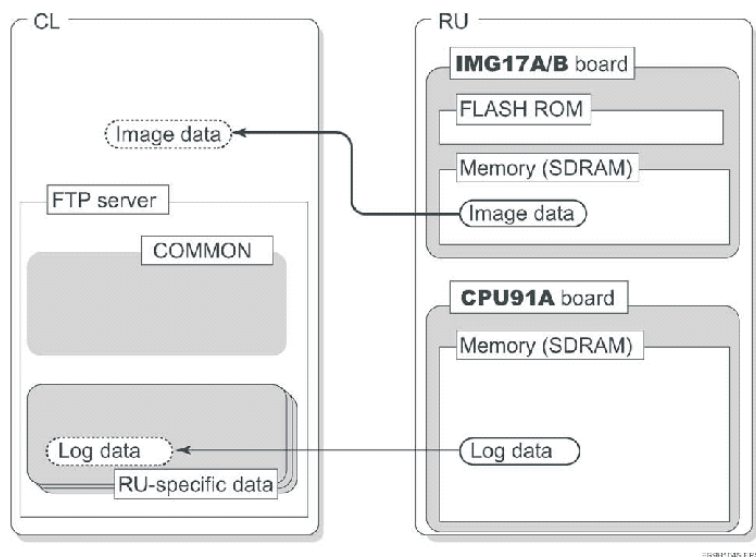 CL
RU
IMG17A/B board
FLASH ROM
Image data
Memory (SDRAM)
FTP server
Image data
COMMON
CPU91A board
Memory (SDRAM)
Log data
Log data
RU-specific data